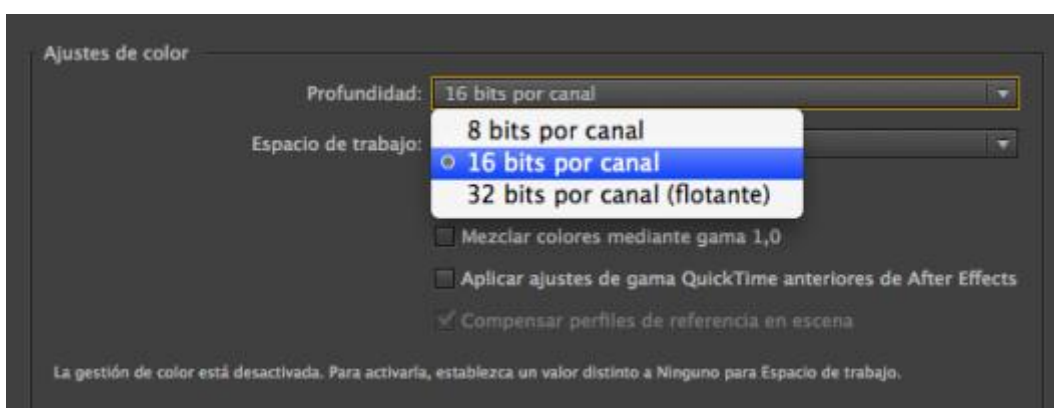 Ajustes de color
Profundidad: 16 bits por canal
8 bits por canal
Espacio de trabajo:
16 bits por canal
32 bits por canal (flotante)
Mezclar colores mediante gama 1,0
Aplicar ajustes de gama QuickTime anteriores de After Effects
Compensar perfiles de referencia en escena
La gestión de color está desactivada. Para activarla, establezca un valor distinto a Ninguno para Espacio de trabajo.